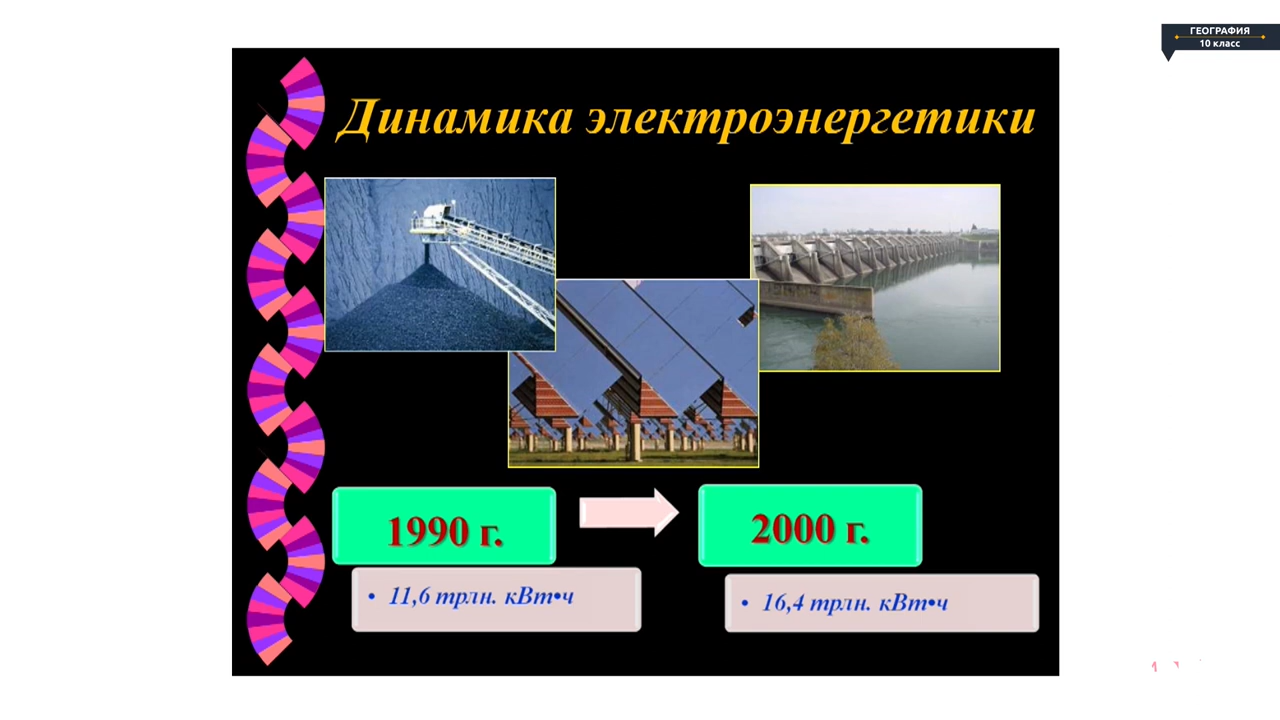 ГЕОГРАФИЯ
10 класс
Динамика электроэнергетики
1990 г.
2000 г.
• 11,6 трлн. кВт•ч
• 16,4 трлн. кВт•ч